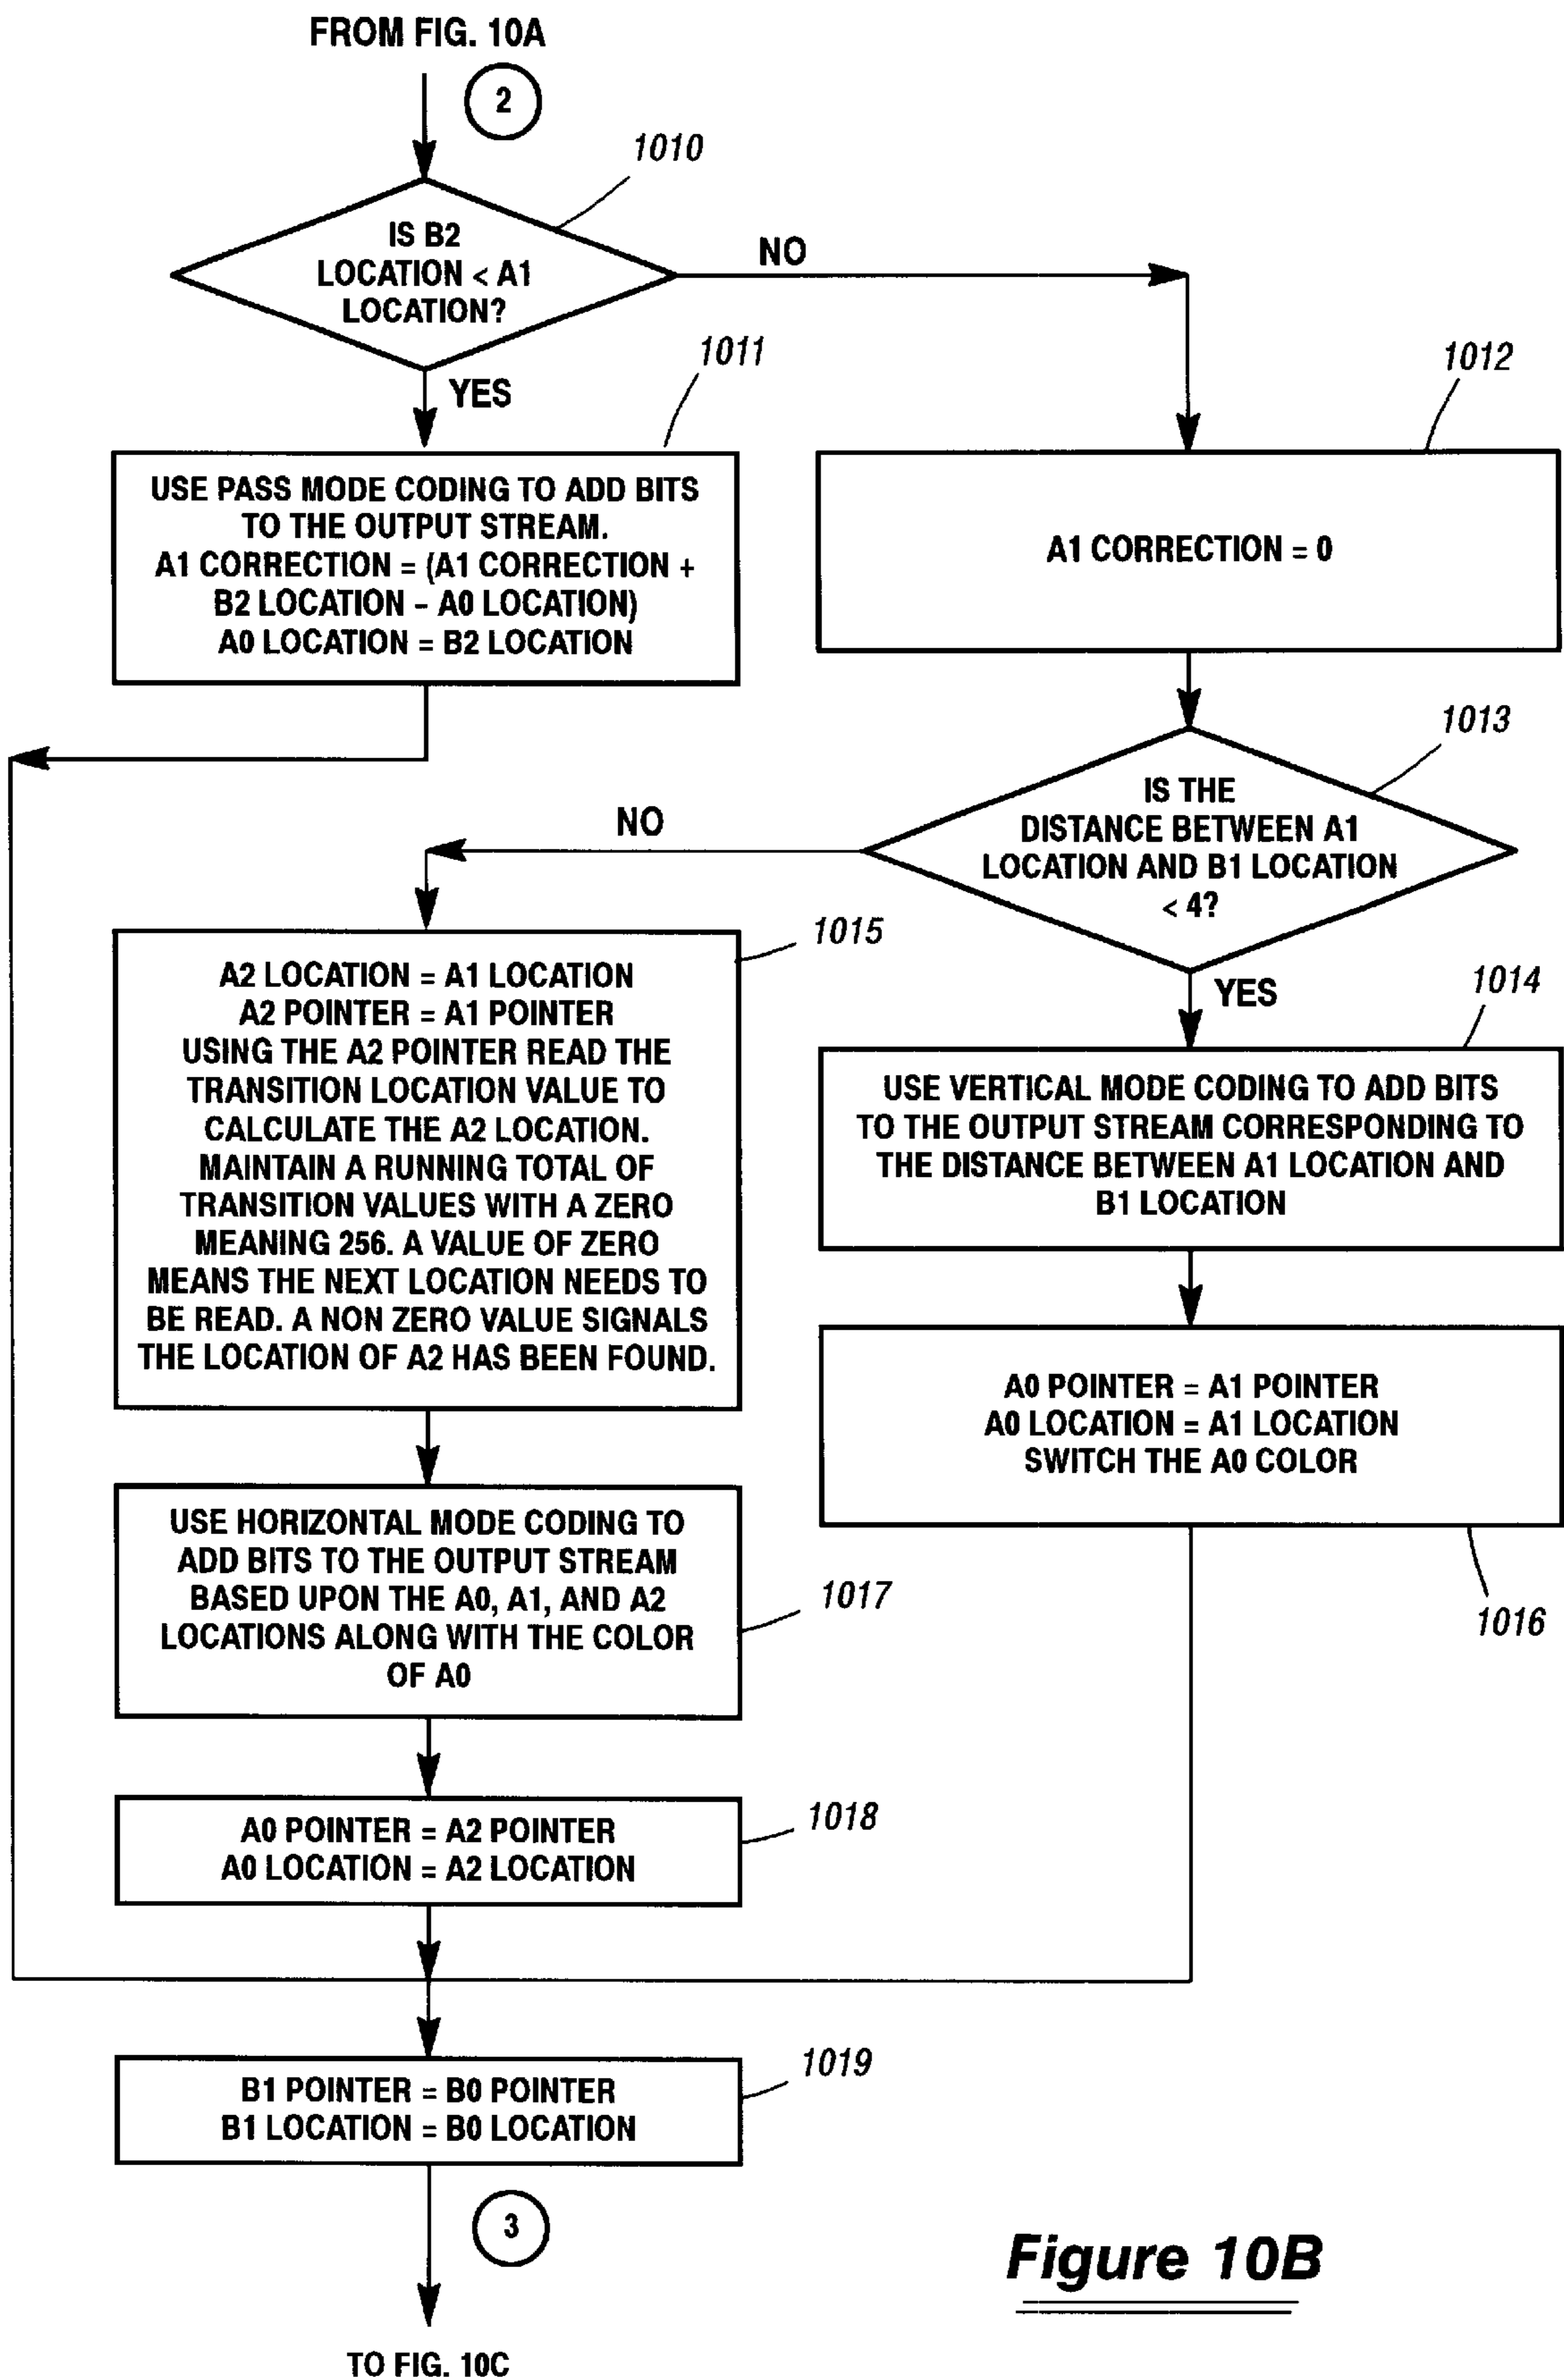 FROM FIG. 10A
2
1010
IS B2
LOCATION < A1
LOCATION?
NO
YES
1011
USE PASS MODE CODING TO ADD BITS
TO THE OUTPUT STREAM.
A1 CORRECTION = (A1 CORRECTION +
B2 LOCATION – A0 LOCATION)
A0 LOCATION = B2 LOCATION
1012
A1 CORRECTION = 0
1013
IS THE
DISTANCE BETWEEN A1
LOCATION AND B1 LOCATION
< 4?
NO
YES
1015
A2 LOCATION = A1 LOCATION
A2 POINTER = A1 POINTER
USING THE A2 POINTER READ THE
TRANSITION LOCATION VALUE TO
CALCULATE THE A2 LOCATION.
MAINTAIN A RUNNING TOTAL OF
TRANSITION VALUES WITH A ZERO
MEANING 256. A VALUE OF ZERO
MEANS THE NEXT LOCATION NEEDS TO
BE READ. A NON ZERO VALUE SIGNALS
THE LOCATION OF A2 HAS BEEN FOUND.
1014
USE VERTICAL MODE CODING TO ADD BITS
TO THE OUTPUT STREAM CORRESPONDING TO
THE DISTANCE BETWEEN A1 LOCATION AND
B1 LOCATION
A0 POINTER = A1 POINTER
A0 LOCATION = A1 LOCATION
SWITCH THE A0 COLOR
1016
USE HORIZONTAL MODE CODING TO
ADD BITS TO THE OUTPUT STREAM
BASED UPON THE A0, A1, AND A2
LOCATIONS ALONG WITH THE COLOR
OF A0
1017
A0 POINTER = A2 POINTER
A0 LOCATION = A2 LOCATION
1018
B1 POINTER = B0 POINTER
B1 LOCATION = B0 LOCATION
1019
3
TO FIG. 10C
Figure 10B